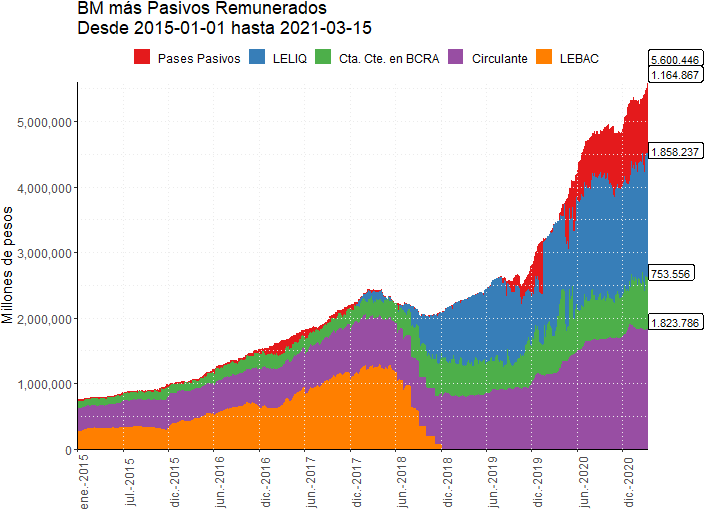 BM más Pasivos Remunerados
Desde 2015-01-01 hasta 2021-03-15
Pases Pasivos
LELIQ
Cta. Cte. en BCRA
Circulante
LEBAC
5.600.446
1.164.867
1.858.237
753.556
1.823.786
Millones de pesos
5,000,000
4,000,000
3,000,000
2,000,000
1,000,000
0
ene.-2015
jul.-2015
dic.-2015
jun.-2016
dic.-2016
jun.-2017
dic.-2017
jun.-2018
dic.-2018
jun.-2019
dic.-2019
jun.-2020
dic.-2020